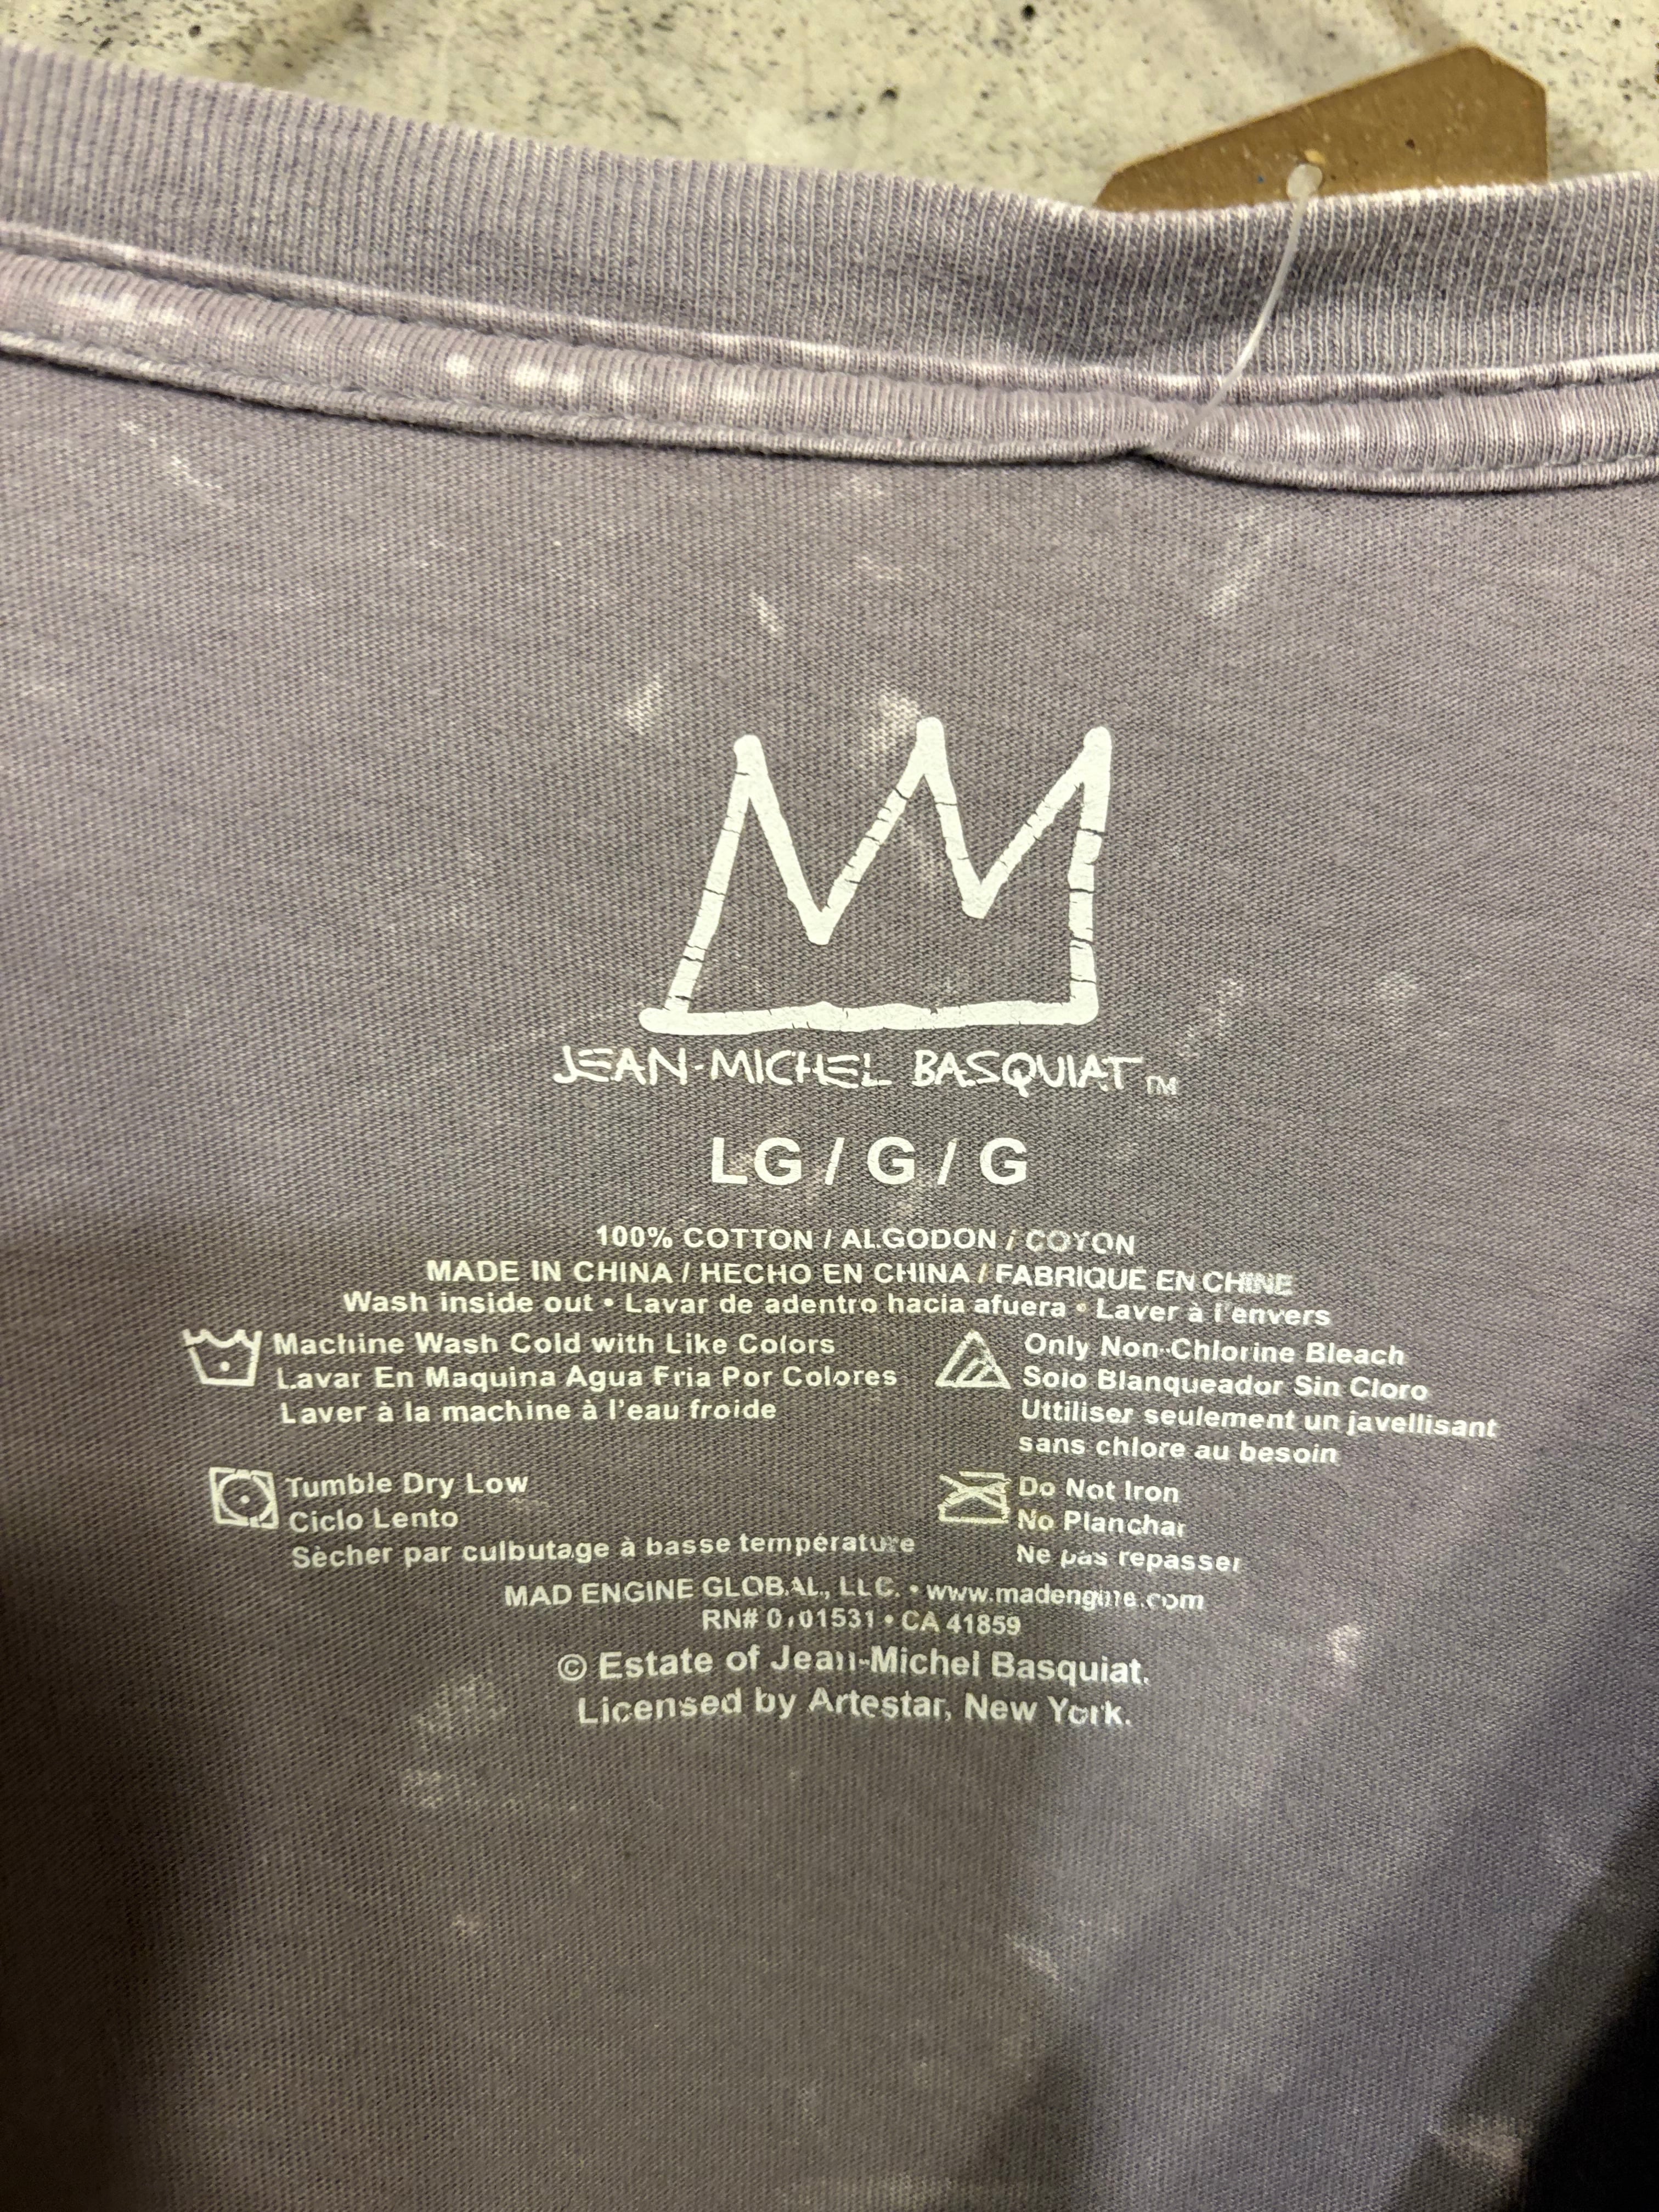 JEAN-MICHEL BASQUIAT TM
LG / G / G
100% COTTON / ALGODON / COYON
MADE IN CHINA / HECHO EN CHINA / FABRIQUÉ EN CHINE
Wash inside out • Lavar de adentro hacia afuera • Laver à l'envers
Machine Wash Cold with Like Colors
Lavar En Maquina Agua Fria Por Colores
Laver à la machine à l'eau froide
Only Non-Chlorine Bleach
Solo Blanqueador Sin Cloro
Uttiliser seulement un javellisant
sans chlore au besoin
Tumble Dry Low
Ciclo Lento
Sècher par culbutage à basse température
Do Not Iron
No Planchar
Ne pas repasser
MAD ENGINE GLOBAL, LLC. • www.madengine.com
RN# • CA 41859
© Estate of Jean-Michel Basquiat.
Licensed by Artestar, New York.